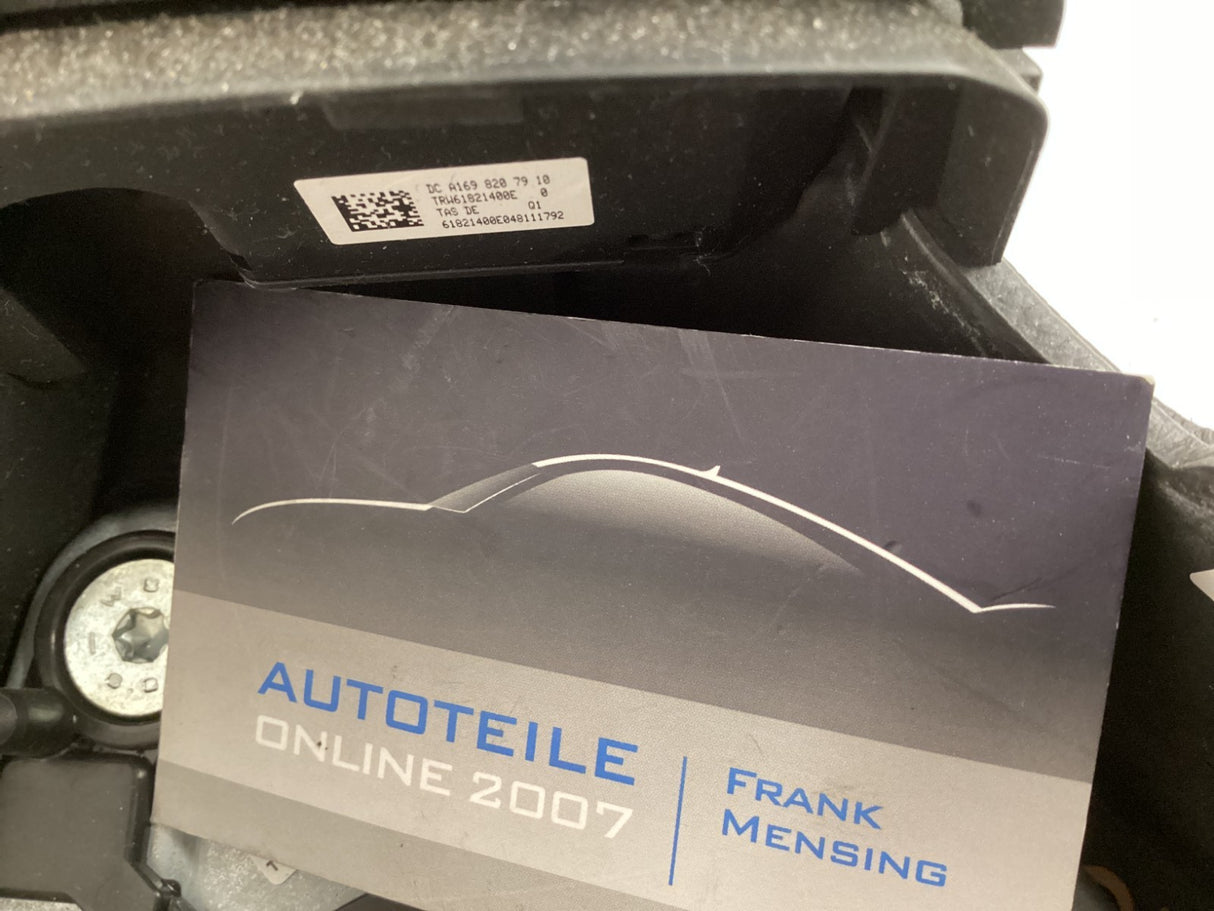 DC A169 820 79 10
TRW61821400E 0
TAS DE Q1
61821400E048111792
AUTOTEILE
ONLINE 2007
FRANK
MENSING